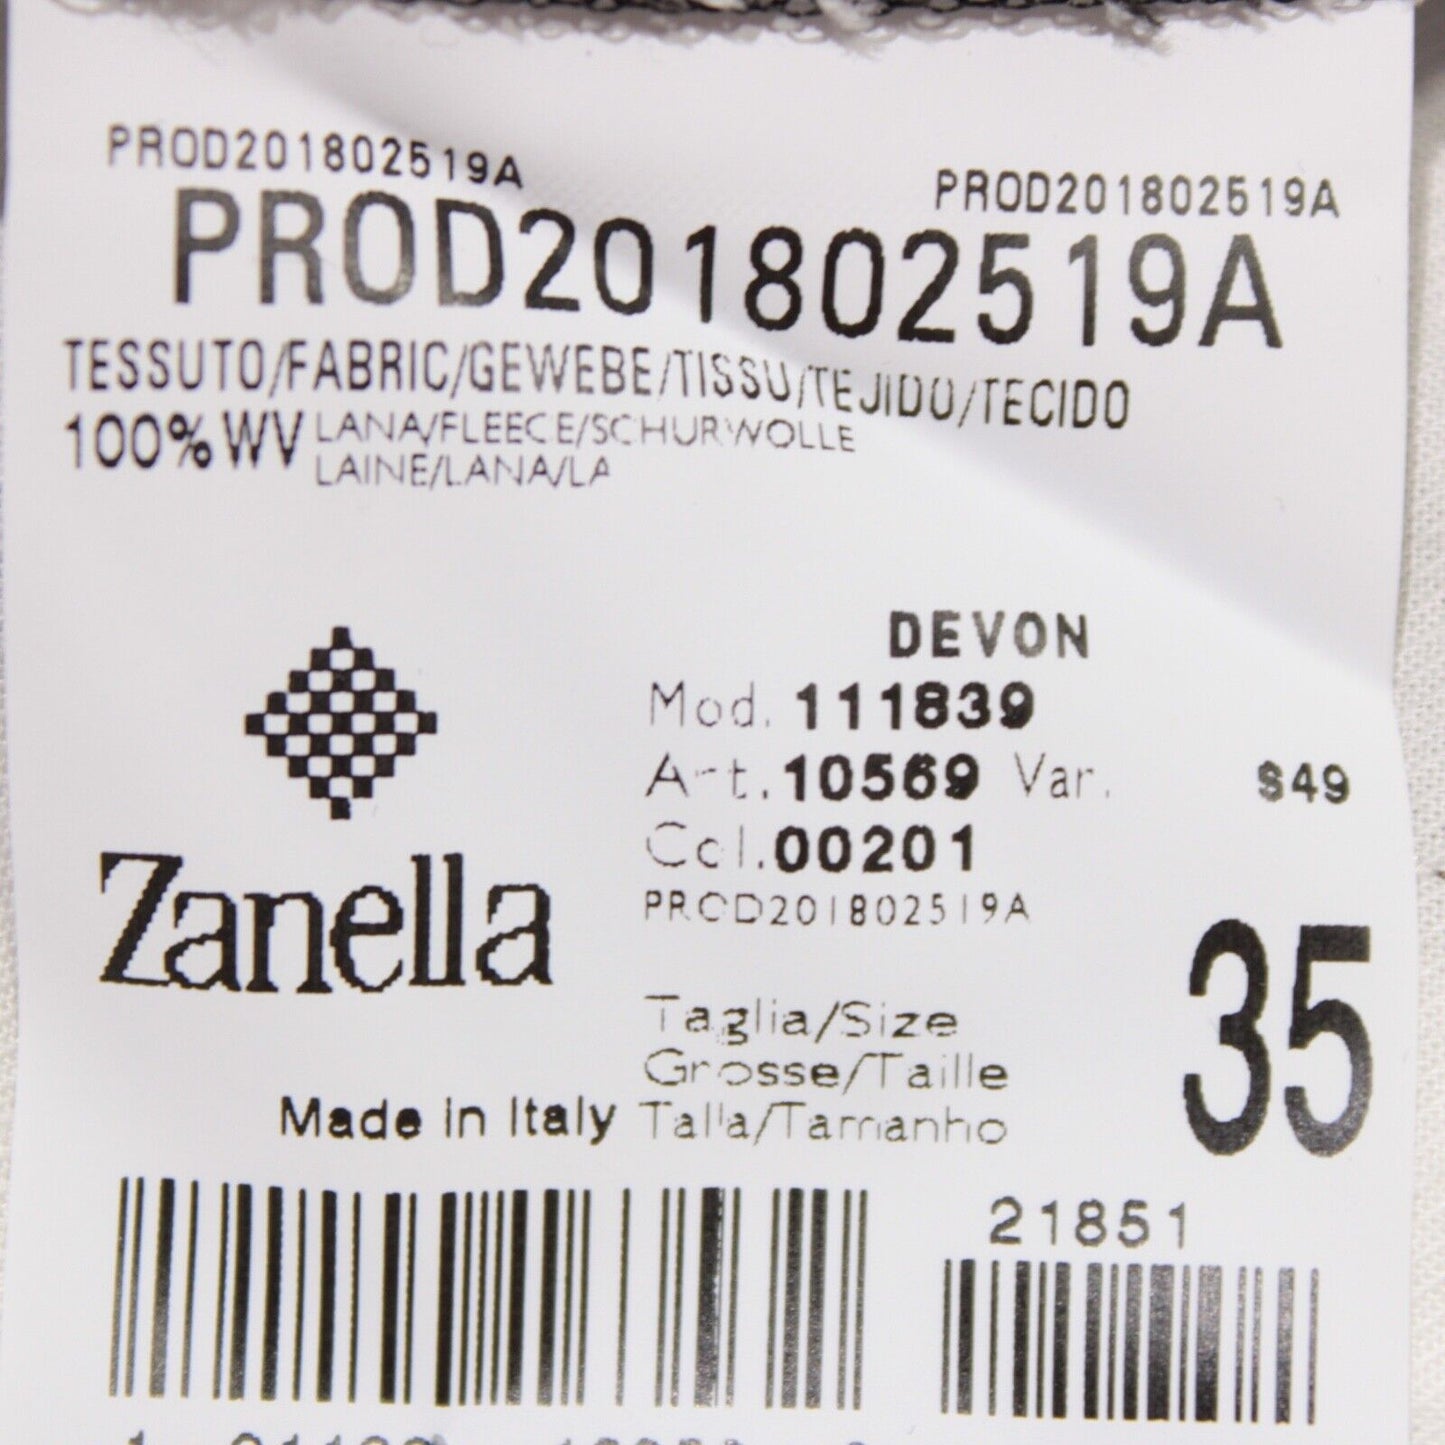 PROD201802519A
PROD201802519A
PROD201802519A
TESSUTO/FABRIC/GEWEBE/TISSU/TEJIDO/TECIDO
100% WV LANA/FLEECE/SCHURWOLLE
LAINE/LANA/LA
DEVON
Mod. 111839
Art. 10569 Var. S49
Col. 00201
PROD201802519A
Zanella
35
Taglia/Size
Grosse/Taille
Made in Italy Talla/Tamanho
21851